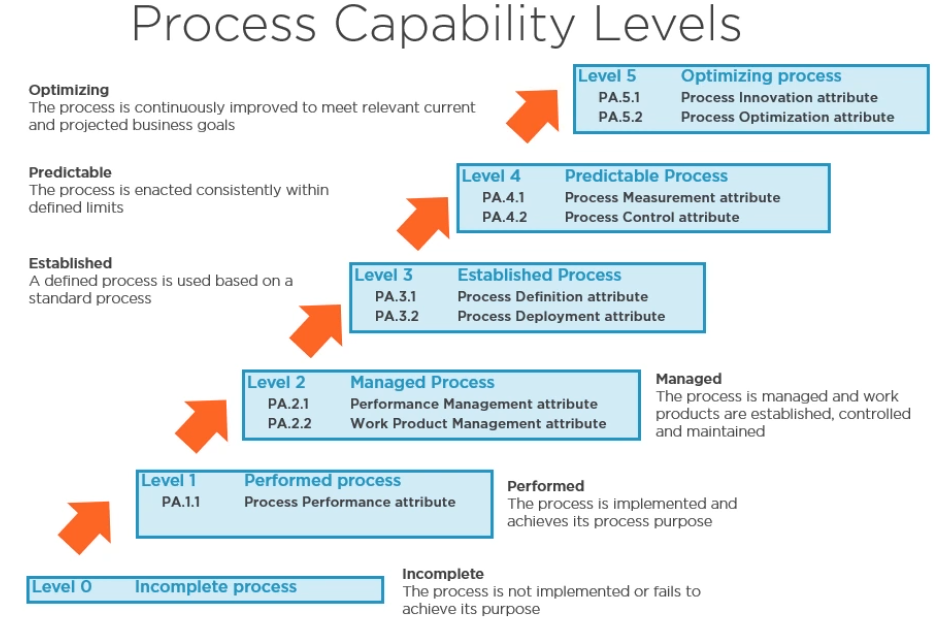 Process Capability Levels
Optimizing
The process is continuously improved to meet relevant current
and projected business goals
Level 5 Optimizing process
PA.5.1 Process Innovation attribute
PA.5.2 Process Optimization attribute
Predictable
The process is enacted consistently within
defined limits
Level 4 Predictable Process
PA.4.1 Process Measurement attribute
PA.4.2 Process Control attribute
Established
A defined process is used based on a
standard process
Level 3 Established Process
PA.3.1 Process Definition attribute
PA.3.2 Process Deployment attribute
Level 2 Managed Process
PA.2.1 Performance Management attribute
PA.2.2 Work Product Management attribute
Managed
The process is managed and work
products are established, controlled
and maintained
Level 1 Performed process
PA.1.1 Process Performance attribute
Performed
The process is implemented and
achieves its process purpose
Level 0 Incomplete process
Incomplete
The process is not implemented or fails to
achieve its purpose